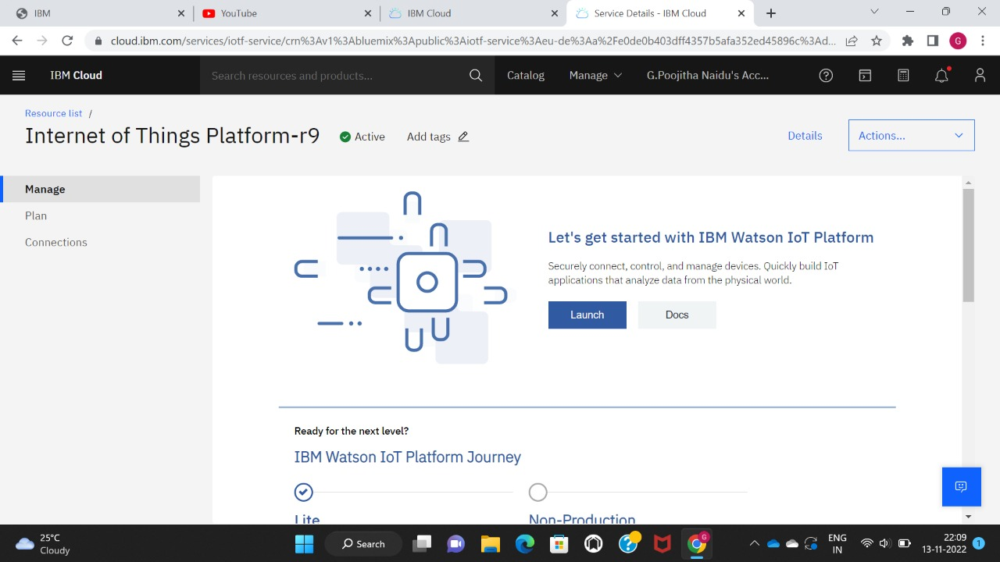 IBM
YouTube
IBM Cloud
Service Details - IBM Cloud
cloud.ibm.com/services/iotf-service/crn%3Av1%3Abluemix%3Apublic%3Aiotf-service%3Aeu-de%3Aa%2Fe0de0b403dff4357b5afa352ed45896c%3Ad...
G
IBM Cloud
Search resources and products...
Catalog
Manage
G.Poojitha Naidu's Acc...
Resource list /
Internet of Things Platform-r9
Active
Add tags
Details
Actions...
Manage
Plan
Connections
Let's get started with IBM Watson IoT Platform
Securely connect, control, and manage devices. Quickly build IoT
applications that analyze data from the physical world.
Launch
Docs
Ready for the next level?
IBM Watson IoT Platform Journey
Lite
Non-Production
25°C
Cloudy
Search
G
ENG
IN
22:09
13-11-2022
1